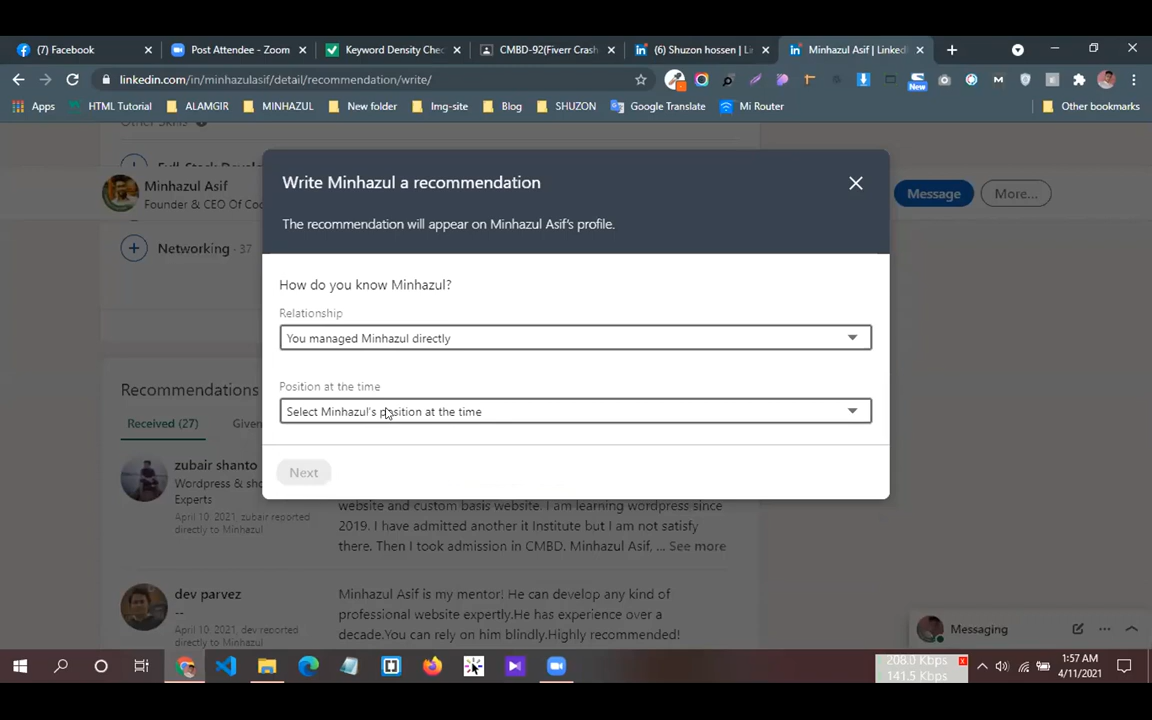 (7) Facebook
Post Attendee - Zoom
Keyword Density Chec
CMBD-92(Fiverr Crash
(6) Shuzon hossen | Li
Minhazul Asif | LinkedI
linkedin.com/in/minhazulasif/detail/recommendation/write/
New
Apps
HTML Tutorial
ALAMGIR
MINHAZUL
New folder
Img-site
Blog
SHUZON
Google Translate
Mi Router
Other bookmarks
Other Skills
Full-Stack Develo
Minhazul Asif
Founder & CEO Of Co
Message
More...
Networking · 37
Write Minhazul a recommendation
The recommendation will appear on Minhazul Asif's profile.
How do you know Minhazul?
Relationship
You managed Minhazul directly
Position at the time
Select Minhazul's position at the time
Next
Recommendations
Received (27)
Given
zubair shanto
Wordpress & sho
Experts
April 10, 2021, zubair reported
directly to Minhazul
website and custom basis website. I am learning wordpress since
2019. I have admitted another it Institute but I am not satisfy
there. Then I took admission in CMBD. Minhazul Asif, ... See more
dev parvez
--
April 10, 2021, dev reported
directly to Minhazul
Minhazul Asif is my mentor! He can develop any kind of
professional website expertly.He has experience over a
decade.You can rely on him blindly.Highly recommended!
Messaging
208.0 Kbps
141.5 Kbps
1:57 AM
4/11/2021